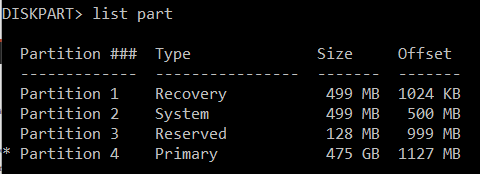 DISKPART> list part
  Partition ###  Type              Size     Offset
  -------------  ----------------  -------  -------
  Partition 1    Recovery           499 MB  1024 KB
  Partition 2    System             499 MB   500 MB
  Partition 3    Reserved           128 MB   999 MB
* Partition 4    Primary            475 GB  1127 MB